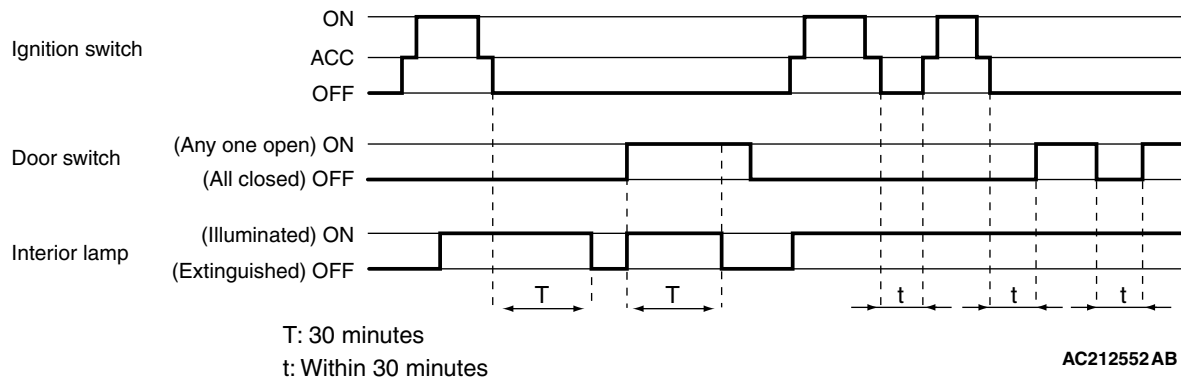 Ignition switch
ON
ACC
OFF
Door switch
(Any one open) ON
(All closed) OFF
Interior lamp
(Illuminated) ON
(Extinguished) OFF
T
T
t
t
t
T: 30 minutes
t: Within 30 minutes
AC212552AB